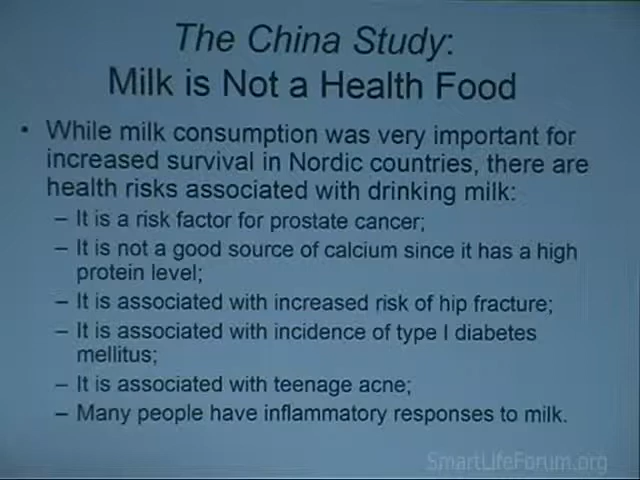 The China Study:
Milk is Not a Health Food
• While milk consumption was very important for
increased survival in Nordic countries, there are
health risks associated with drinking milk:
– It is a risk factor for prostate cancer;
– It is not a good source of calcium since it has a high
protein level;
– It is associated with increased risk of hip fracture;
– It is associated with incidence of type I diabetes
mellitus;
– It is associated with teenage acne;
– Many people have inflammatory responses to milk.
SmartLifeForum.org